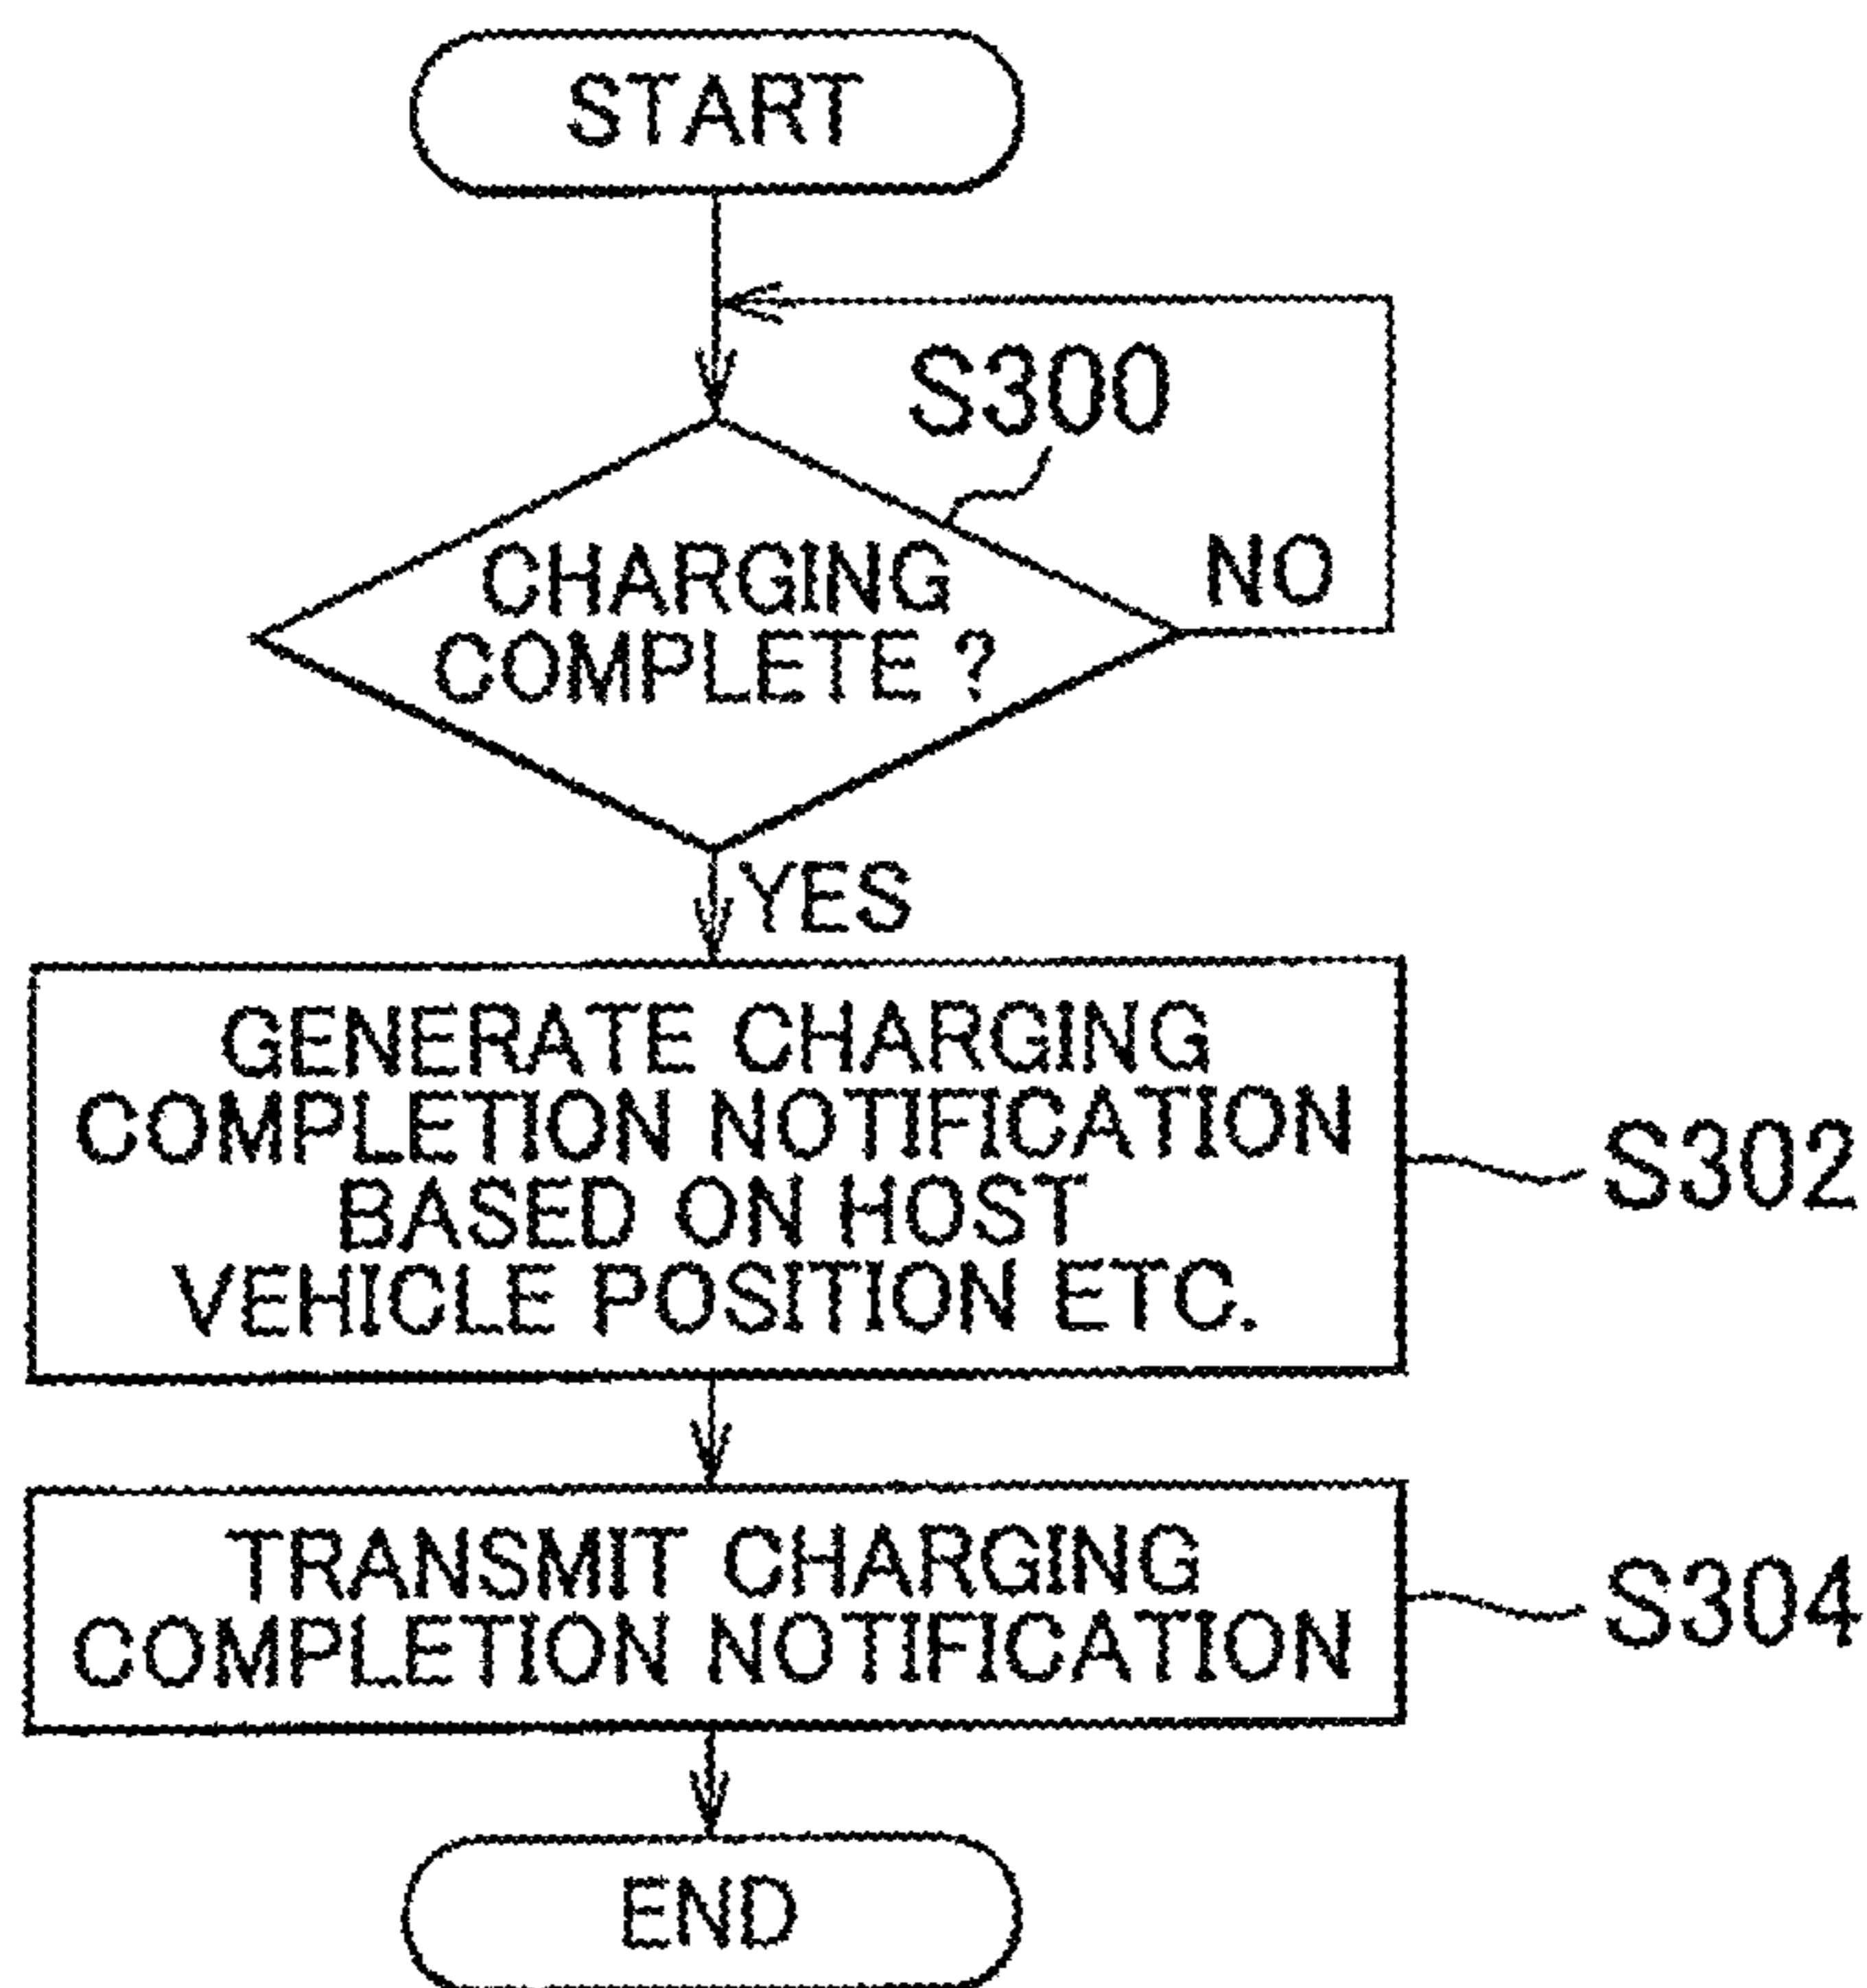 START
S300
CHARGING
COMPLETE ?
NO
YES
GENERATE CHARGING
COMPLETION NOTIFICATION
BASED ON HOST
VEHICLE POSITION ETC.
S302
TRANSMIT CHARGING
COMPLETION NOTIFICATION
S304
END